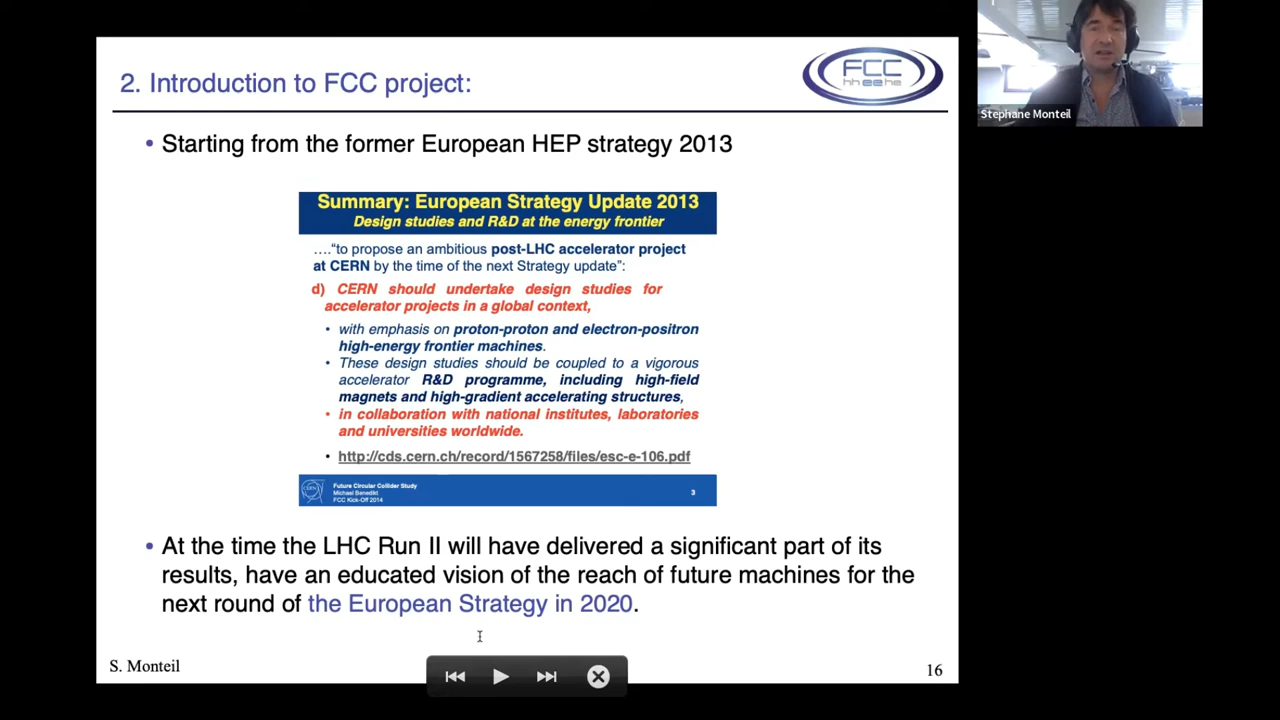 2. Introduction to FCC project:
FCC
hh ee he
Stephane Monteil
• Starting from the former European HEP strategy 2013
Summary: European Strategy Update 2013
Design studies and R&D at the energy frontier
…."to propose an ambitious post-LHC accelerator project
at CERN by the time of the next Strategy update":
d) CERN should undertake design studies for
accelerator projects in a global context,
• with emphasis on proton-proton and electron-positron
high-energy frontier machines.
• These design studies should be coupled to a vigorous
accelerator R&D programme, including high-field
magnets and high-gradient accelerating structures,
• in collaboration with national institutes, laboratories
and universities worldwide.
• http://cds.cern.ch/record/1567258/files/esc-e-106.pdf
CERN
Future Circular Collider Study
Michael Benedikt
FCC Kick-Off 2014
3
• At the time the LHC Run II will have delivered a significant part of its
results, have an educated vision of the reach of future machines for the
next round of the European Strategy in 2020.
S. Monteil
16